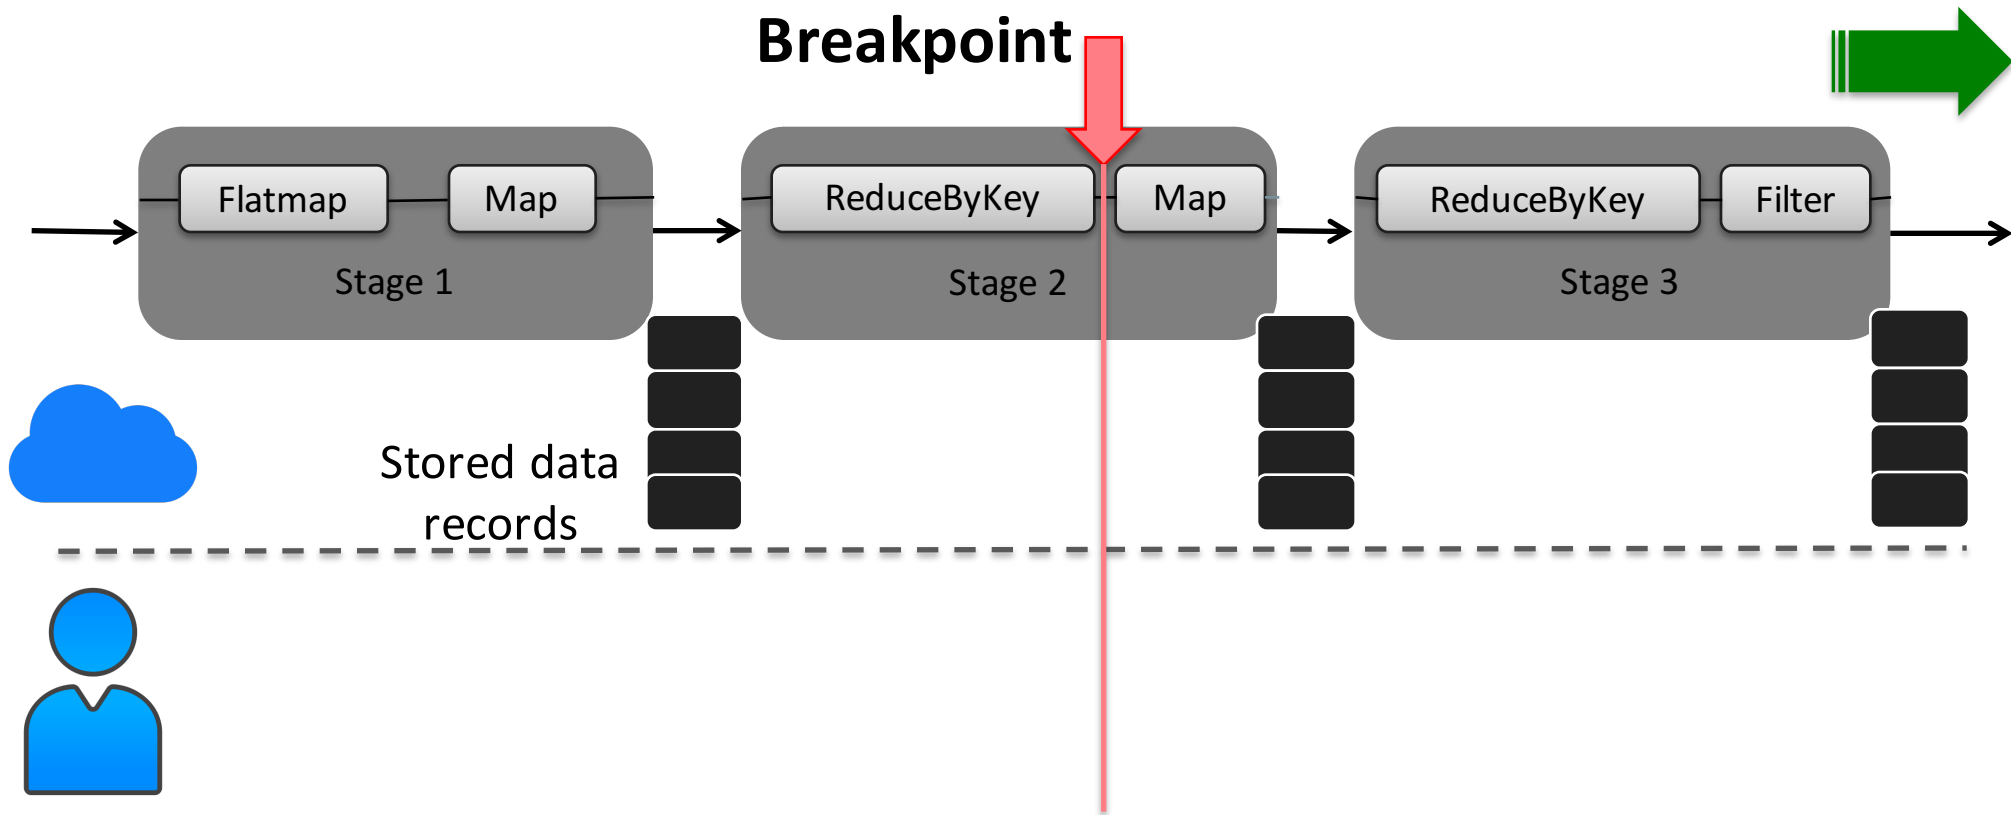 Breakpoint
Flatmap
Map
Stage 1
ReduceByKey
Map
Stage 2
ReduceByKey
Filter
Stage 3
Stored data
records